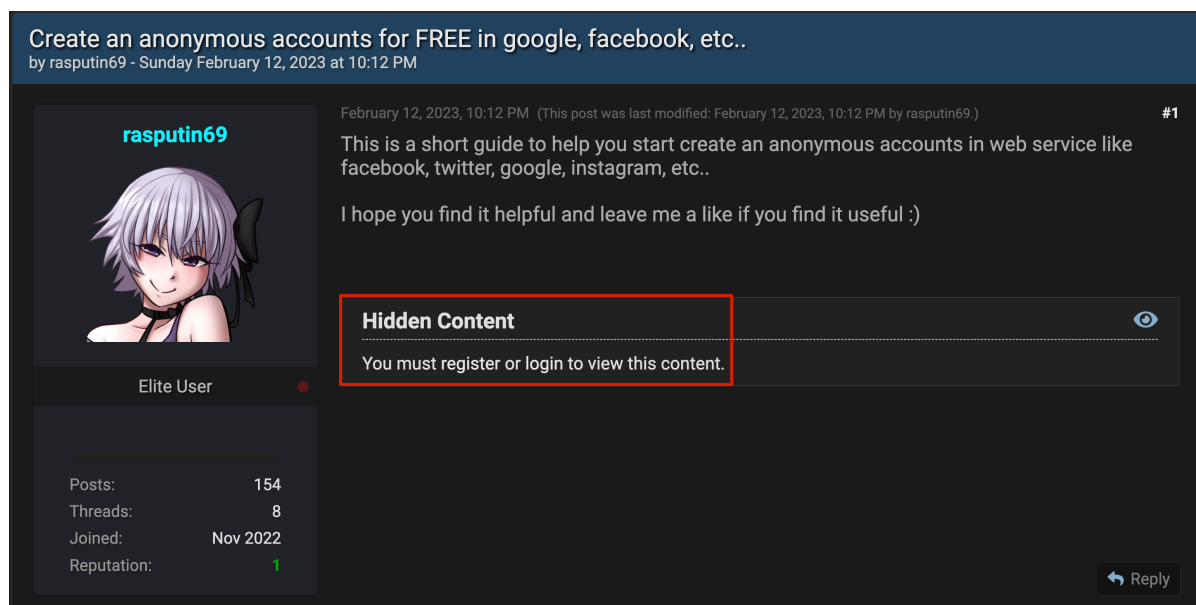 Create an anonymous accounts for FREE in google, facebook, etc..
by rasputin69 - Sunday February 12, 2023 at 10:12 PM
rasputin69
Elite User
Posts: 154
Threads: 8
Joined: Nov 2022
Reputation: 1
February 12, 2023, 10:12 PM (This post was last modified: February 12, 2023, 10:12 PM by rasputin69.)
#1
This is a short guide to help you start create an anonymous accounts in web service like
facebook, twitter, google, instagram, etc..
I hope you find it helpful and leave me a like if you find it useful :)
Hidden Content
You must register or login to view this content.
Reply